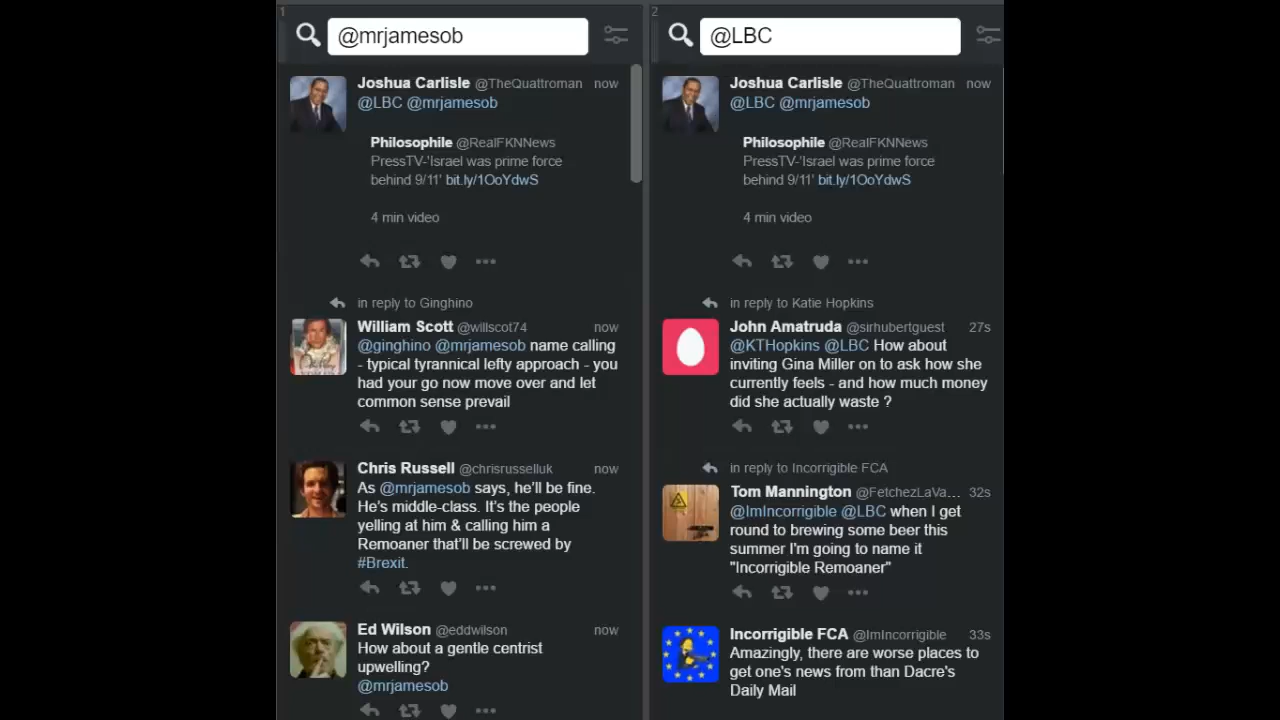 1
@mrjamesob
Joshua Carlisle @TheQuattroman now
@LBC @mrjamesob
Philosophile @RealFKNNews
PressTV-'Israel was prime force
behind 9/11' bit.ly/1OoYdwS
4 min video
in reply to Ginghino
William Scott @willscot74 now
@ginghino @mrjamesob name calling
- typical tyrannical lefty approach - you
had your go now move over and let
common sense prevail
Chris Russell @chrisrusselluk now
As @mrjamesob says, he'll be fine.
He's middle-class. It's the people
yelling at him & calling him a
Remoaner that'll be screwed by
#Brexit.
Ed Wilson @eddwilson now
How about a gentle centrist
upwelling?
@mrjamesob
2
@LBC
Joshua Carlisle @TheQuattroman now
@LBC @mrjamesob
Philosophile @RealFKNNews
PressTV-'Israel was prime force
behind 9/11' bit.ly/1OoYdwS
4 min video
in reply to Katie Hopkins
John Amatruda @sirhubertguest 27s
@KTHopkins @LBC How about
inviting Gina Miller on to ask how she
currently feels - and how much money
did she actually waste ?
in reply to Incorrigible FCA
Tom Mannington @FetchezLaVa... 32s
@ImIncorrigible @LBC when I get
round to brewing some beer this
summer I'm going to name it
"Incorrigible Remoaner"
Incorrigible FCA @ImIncorrigible 33s
Amazingly, there are worse places to
get one's news from than Dacre's
Daily Mail